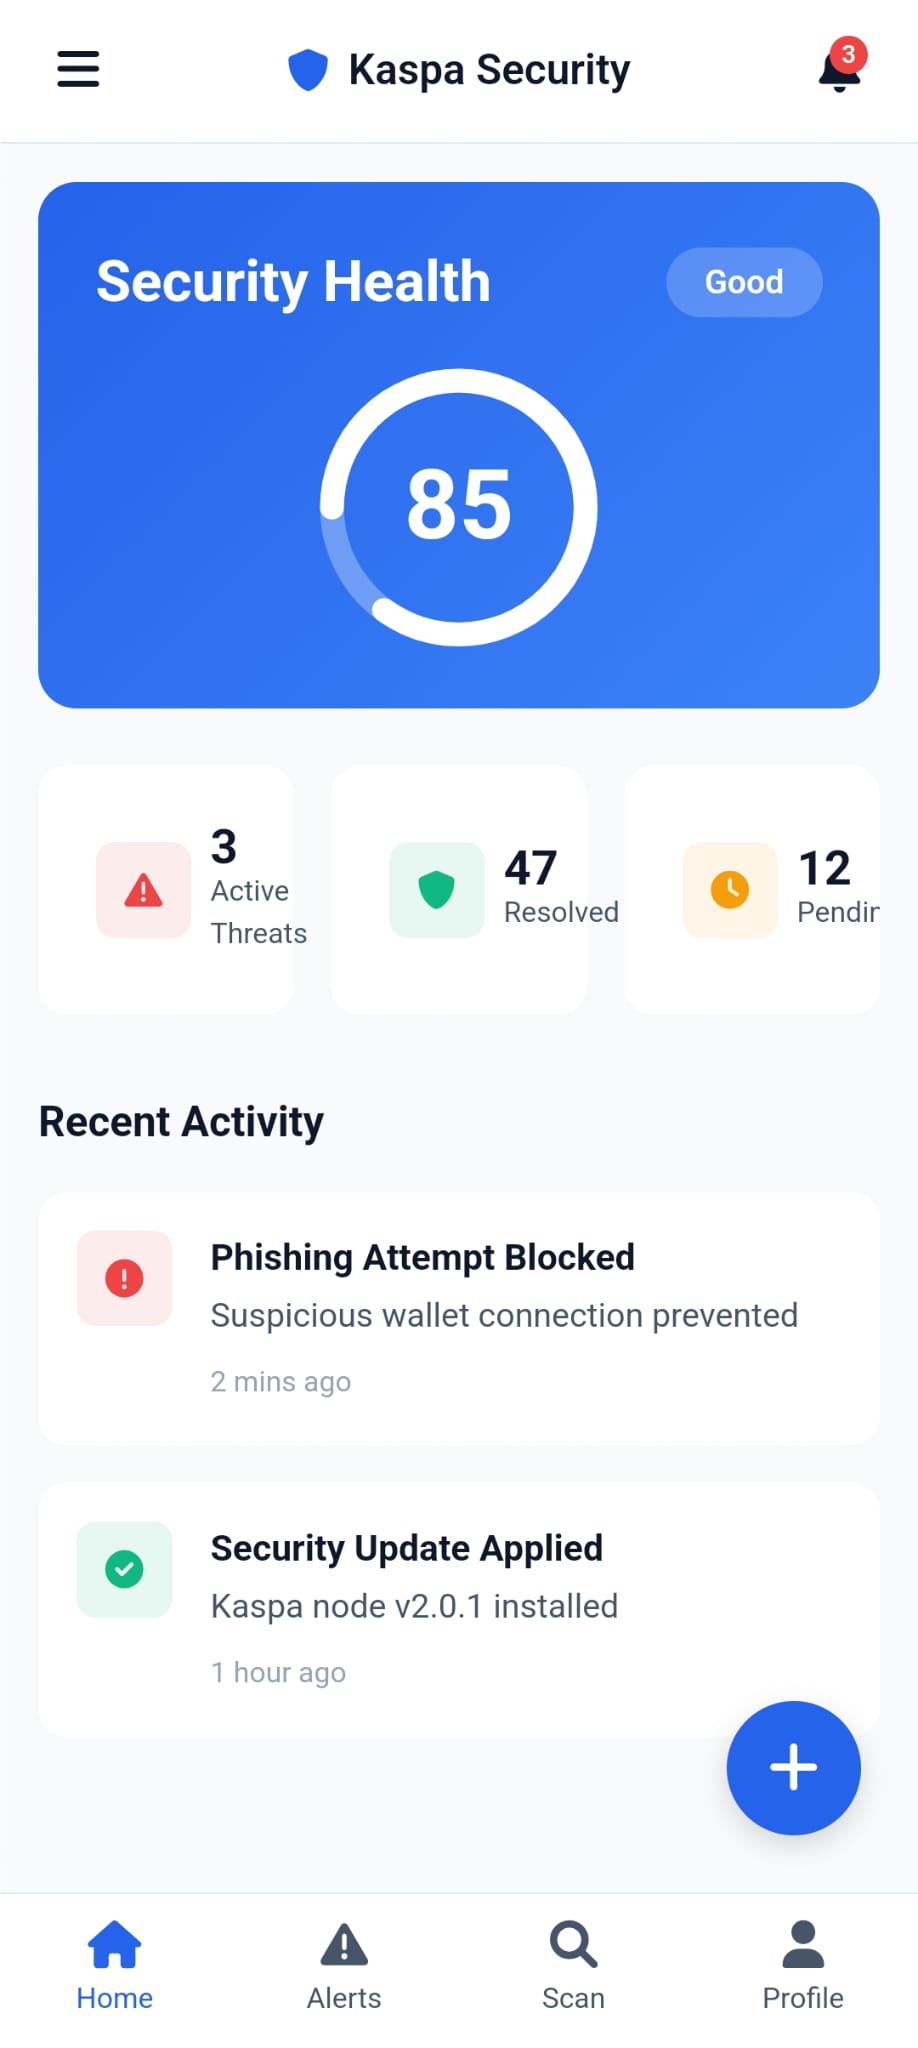 Kaspa Security
3
Security Health
Good
85
3
Active
Threats
47
Resolved
12
Pendin
Recent Activity
Phishing Attempt Blocked
Suspicious wallet connection prevented
2 mins ago
Security Update Applied
Kaspa node v2.0.1 installed
1 hour ago
Home
Alerts
Scan
Profile